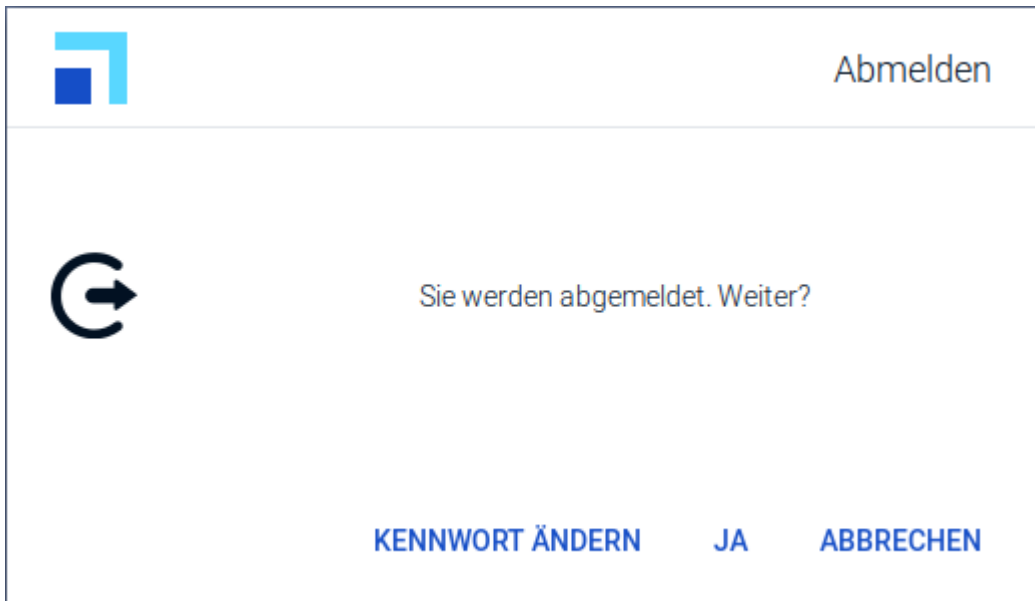 Abmelden
Sie werden abgemeldet. Weiter?
KENNWORT ÄNDERN JA ABBRECHEN